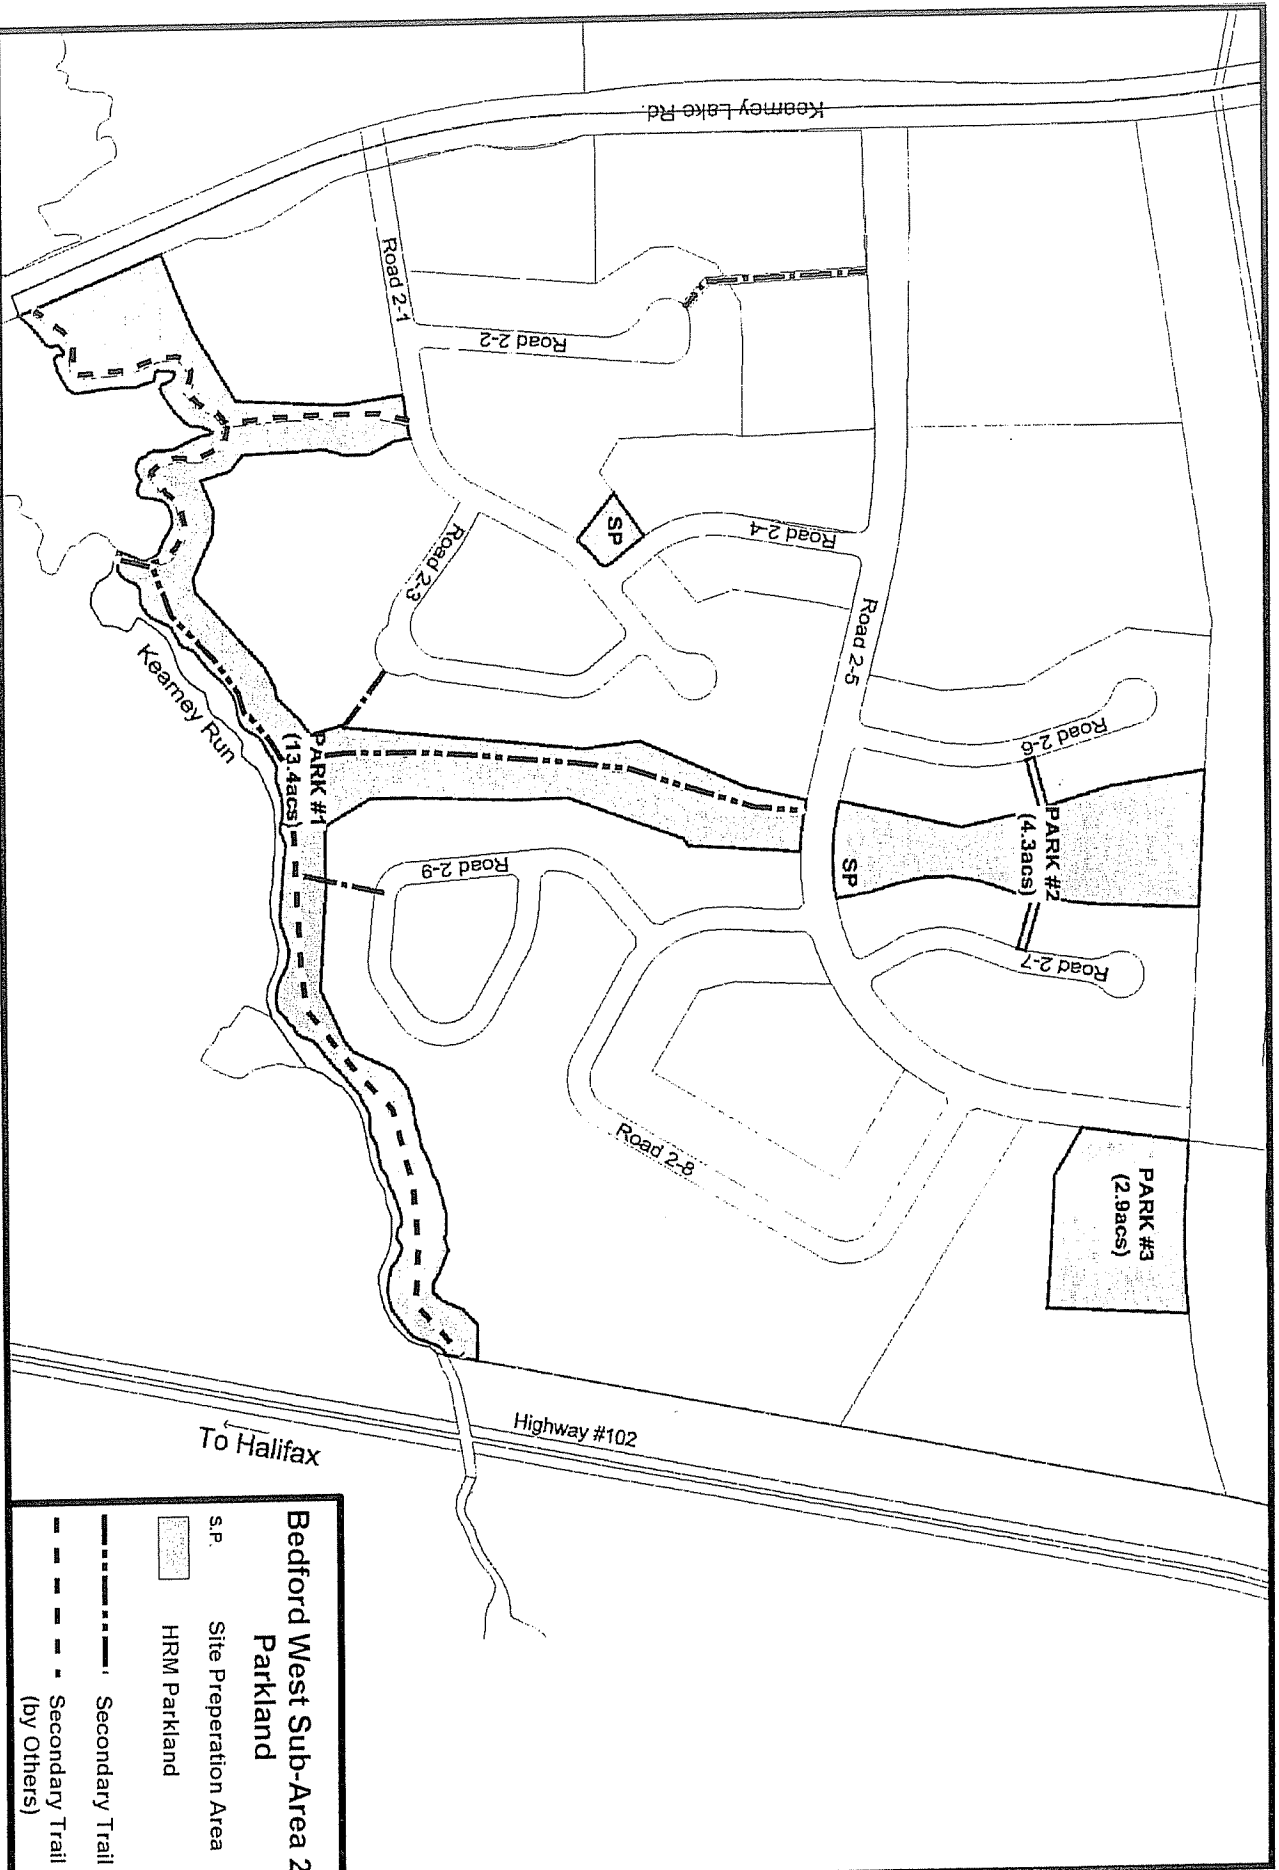 Kearney Lake Rd.
Road 2-1
Road 2-2
Road 2-3
SP
Road 2-4
Road 2-5
Road 2-6
PARK #2
(4.3acs)
SP
Road 2-7
PARK #1
(13.4acs)
Kearney Run
Road 2-9
Road 2-8
PARK #3
(2.9acs)
Highway #102
To Halifax
Bedford West Sub-Area 2
Parkland
S.P. Site Preperation Area
HRM Parkland
Secondary Trail
Secondary Trail
(by Others)